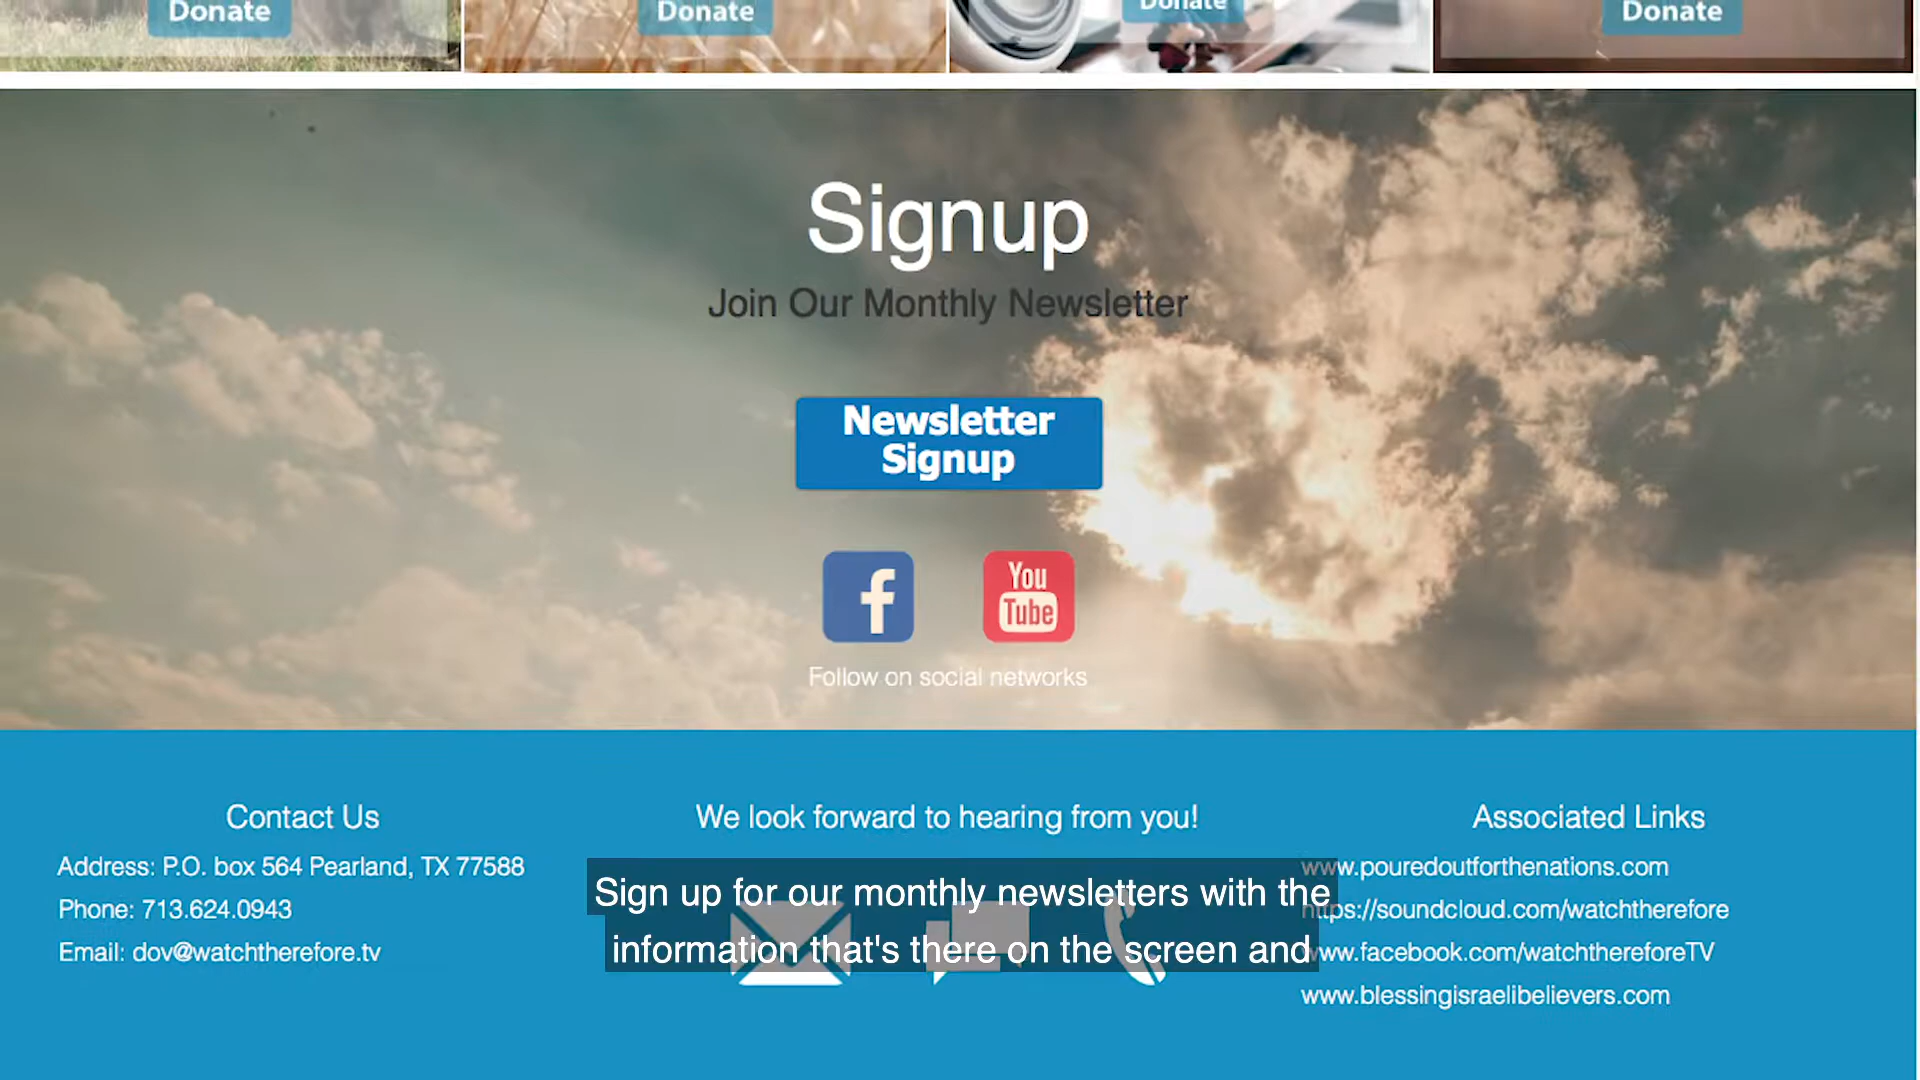 Donate
Donate
Donate
Donate
Signup
Join Our Monthly Newsletter
Newsletter
Signup
f
You
Tube
Follow on social networks
Contact Us
Address: P.O. box 564 Pearland, TX 77588
Phone: 713.624.0943
Email: dov@watchtherefore.tv
We look forward to hearing from you!
Sign up for our monthly newsletters with the
information that's there on the screen and
Associated Links
www.pouredoutforthenations.com
https://soundcloud.com/watchtherefore
www.facebook.com/watchthereforeTV
www.blessingisraelibelievers.com